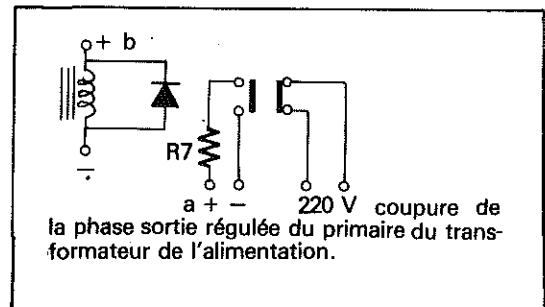 + b
R7
−
a + −
220 V coupure de
la phase sortie régulée du primaire du trans-
formateur de l'alimentation.